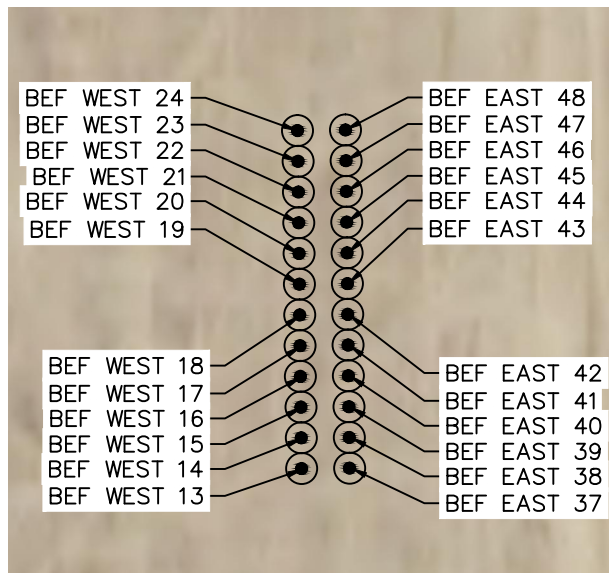 BEF WEST 24
BEF WEST 23
BEF WEST 22
BEF WEST 21
BEF WEST 20
BEF WEST 19
BEF EAST 48
BEF EAST 47
BEF EAST 46
BEF EAST 45
BEF EAST 44
BEF EAST 43
BEF WEST 18
BEF WEST 17
BEF WEST 16
BEF WEST 15
BEF WEST 14
BEF WEST 13
BEF EAST 42
BEF EAST 41
BEF EAST 40
BEF EAST 39
BEF EAST 38
BEF EAST 37